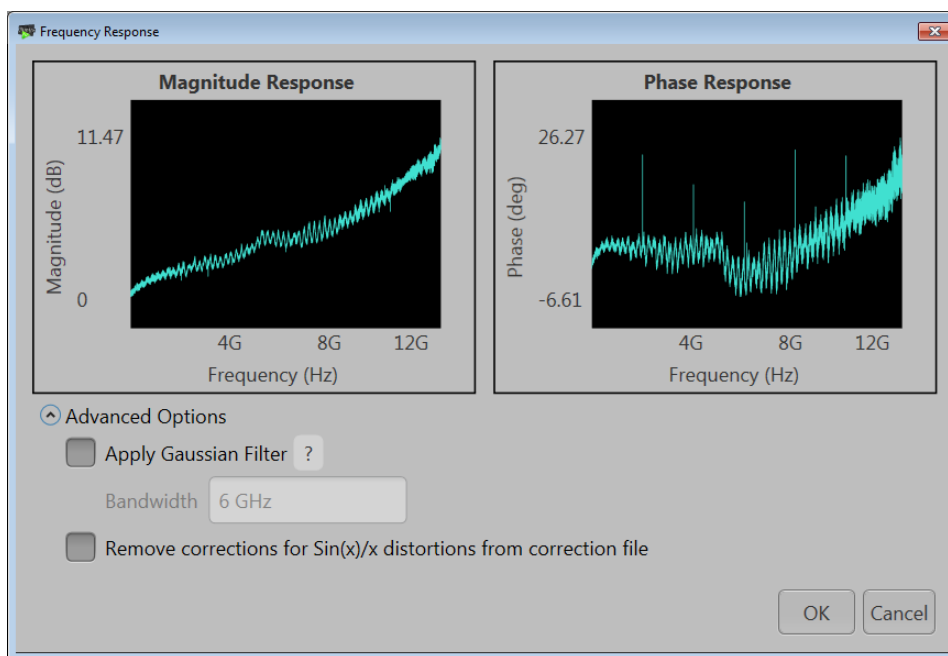 Frequency Response
Magnitude Response
11.47
Magnitude (dB)
0
4G 8G 12G
Frequency (Hz)
Phase Response
26.27
Phase (deg)
-6.61
4G 8G 12G
Frequency (Hz)
Advanced Options
Apply Gaussian Filter ?
Bandwidth 6 GHz
Remove corrections for Sin(x)/x distortions from correction file
OK Cancel